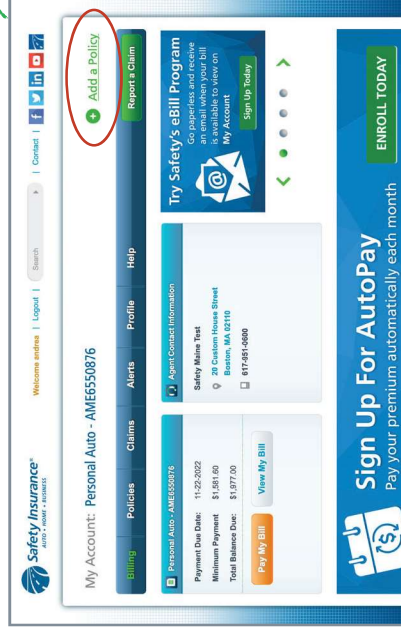 Safety Insurance®
AUTO • HOME • BUSINESS
Welcome andrea | Logout |
Search
| Contact |
My Account: Personal Auto - AME6550876
Add a Policy
Billing Policies Claims Alerts Profile Help Report a Claim
Personal Auto - AME6550876
Payment Due Date: 11-22-2022
Minimum Payment $1,581.60
Total Balance Due: $1,977.00
Pay My Bill View My Bill
Agent Contact Information
Safety Maine Test
20 Custom House Street
Boston, MA 02110
617-951-0600
Try Safety's eBill Program
Go paperless and receive
an email when your bill
is available to view on
My Account
Sign Up Today
Sign Up For AutoPay
Pay your premium automatically each month
ENROLL TODAY